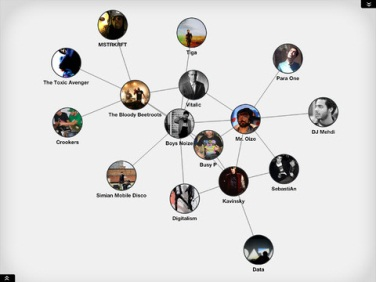 MSTRKRFT
Tiga
Para One
The Toxic Avenger
Vitalic
The Bloody Beetroots
DJ Mehdi
Boys Noize
Mr. Oizo
Crookers
Busy P
SebastiAn
Simian Mobile Disco
Kavinsky
Digitalism
Data